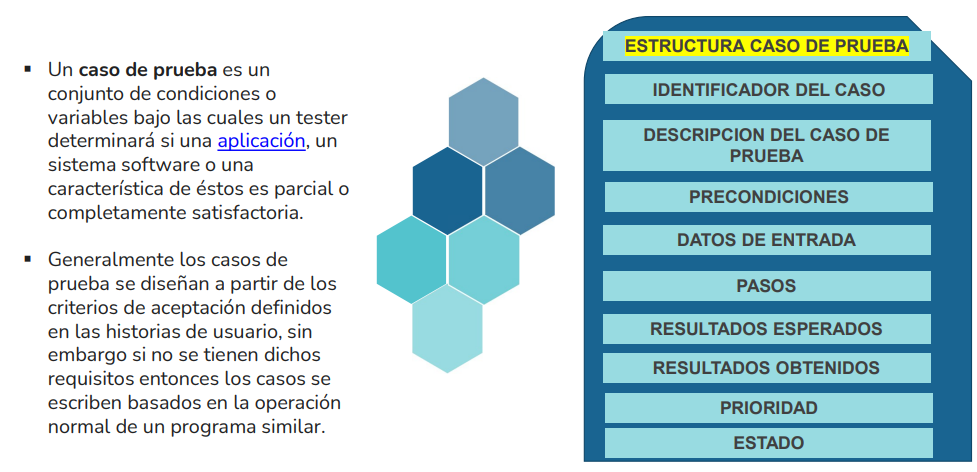 Un caso de prueba es un
conjunto de condiciones o
variables bajo las cuales un tester
determinará si una aplicación, un
sistema software o una
característica de éstos es parcial o
completamente satisfactoria.
Generalmente los casos de
prueba se diseñan a partir de los
criterios de aceptación definidos
en las historias de usuario, sin
embargo si no se tienen dichos
requisitos entonces los casos se
escriben basados en la operación
normal de un programa similar.
ESTRUCTURA CASO DE PRUEBA
IDENTIFICADOR DEL CASO
DESCRIPCION DEL CASO DE
PRUEBA
PRECONDICIONES
DATOS DE ENTRADA
PASOS
RESULTADOS ESPERADOS
RESULTADOS OBTENIDOS
PRIORIDAD
ESTADO